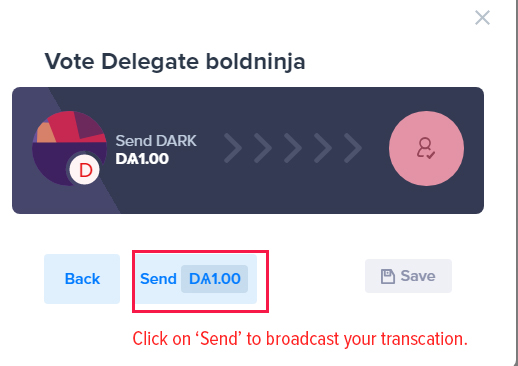 Vote Delegate boldninja
Send DARK
DѦ1.00
D
Back
Send DѦ1.00
Save
Click on ‘Send’ to broadcast your transcation.